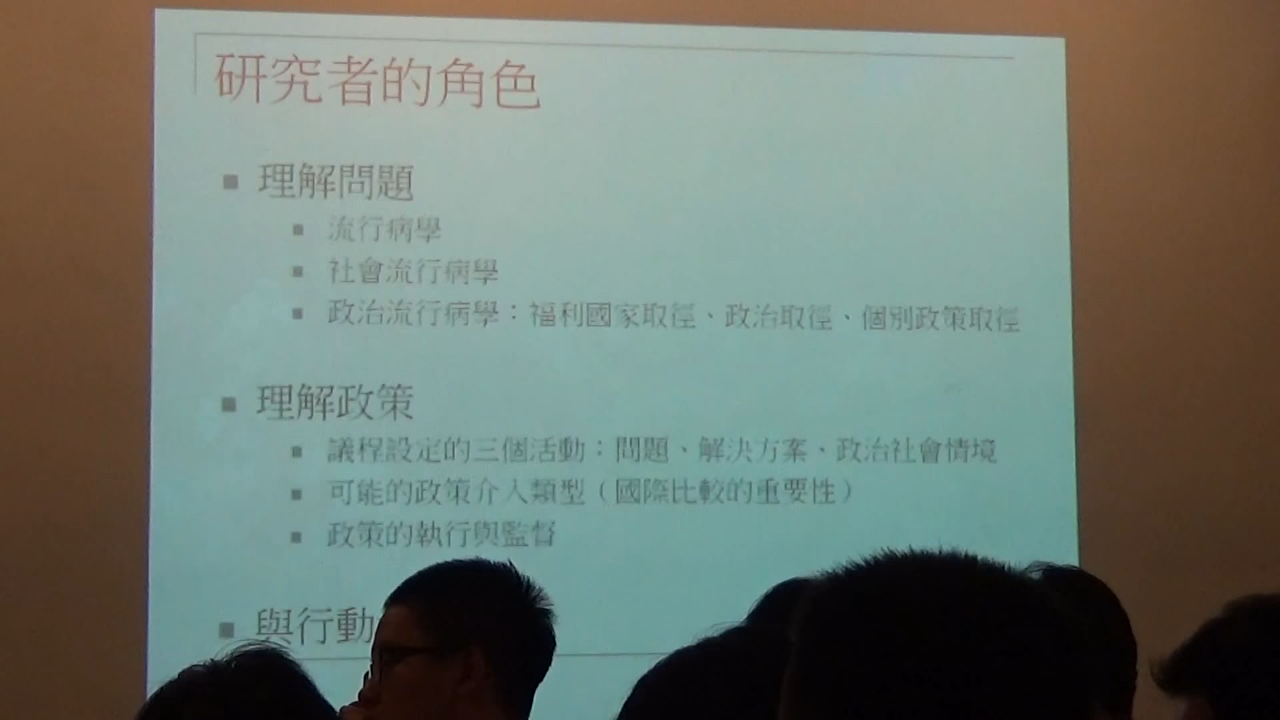 研究者的角色
▪ 理解問題
▪ 流行病學
▪ 社會流行病學
▪ 政治流行病學：福利國家取徑、政治取徑、個別政策取徑
▪ 理解政策
▪ 議程設定的三個活動：問題、解決方案、政治社會情境
▪ 可能的政策介入類型（國際比較的重要性）
▪ 政策的執行與監督
▪ 與行動